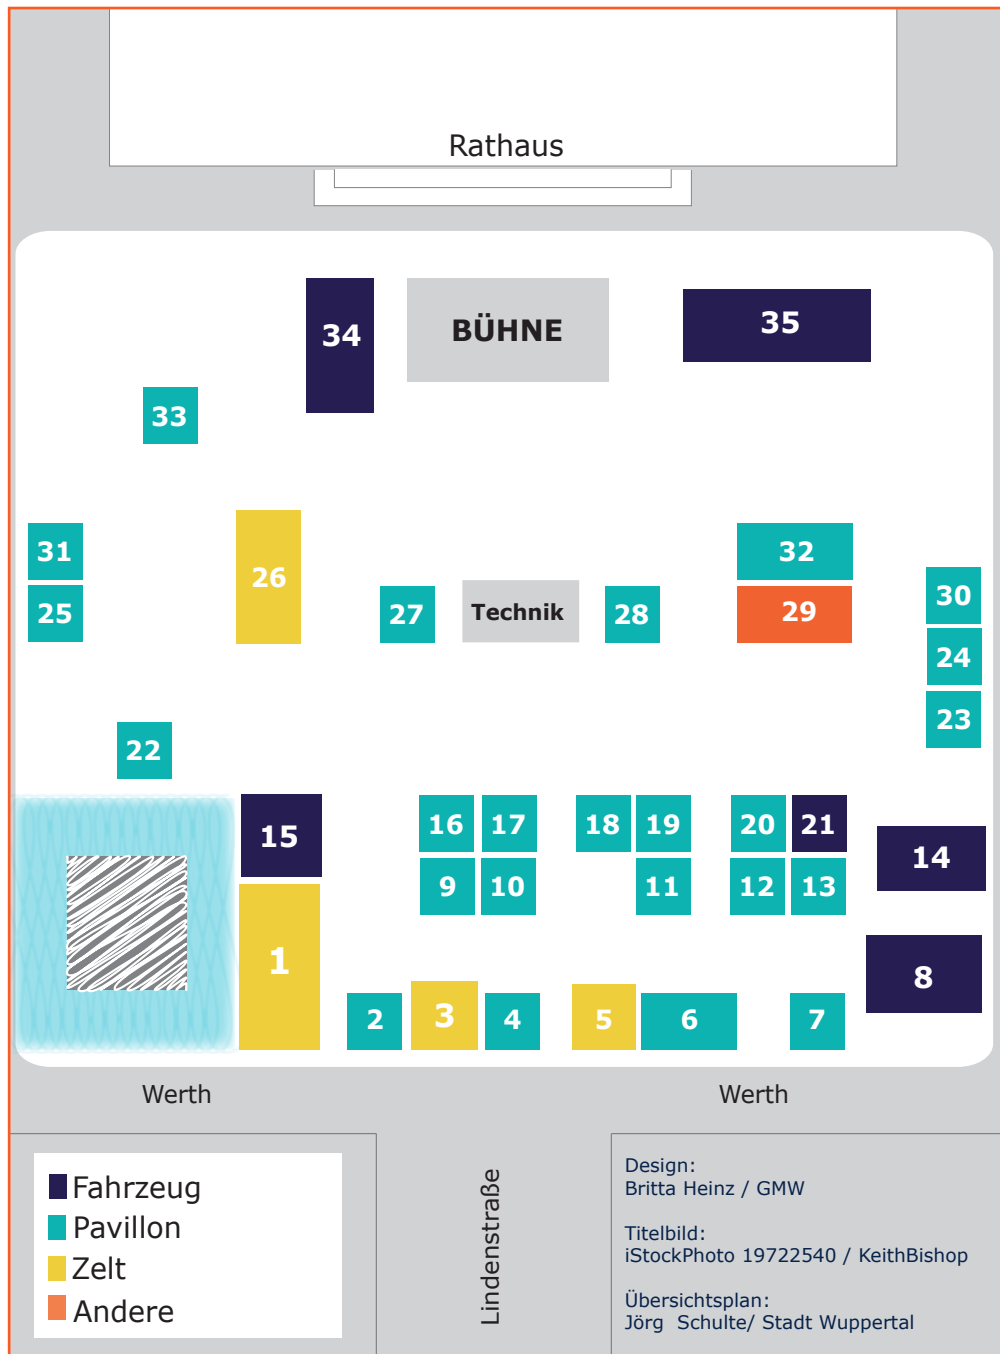 Rathaus
34
BÜHNE
35
33
31
26
32
25
27
Technik
28
29
30
24
23
22
15
16
17
18
19
20
21
14
9
10
11
12
13
1
8
2
3
4
5
6
7
Werth
Werth
Fahrzeug
Pavillon
Zelt
Andere
Lindenstraße
Design:
Britta Heinz / GMW
Titelbild:
iStockPhoto 19722540 / KeithBishop
Übersichtsplan:
Jörg Schulte/ Stadt Wuppertal